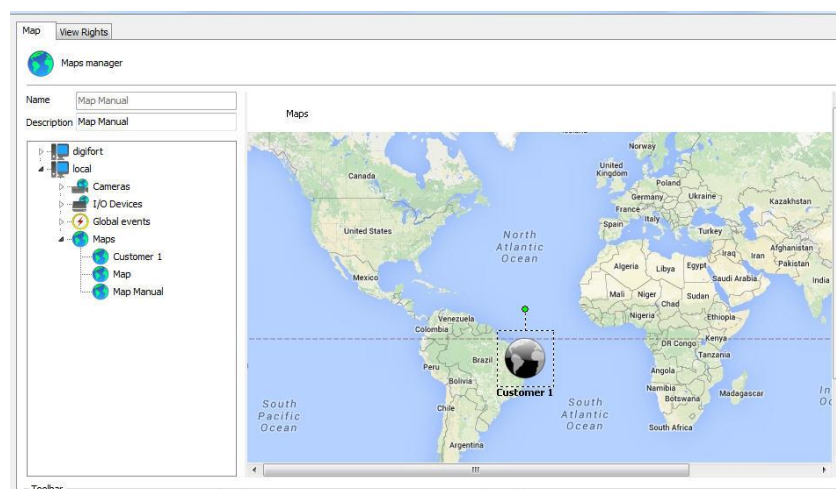 Map View Rights
Maps manager
Name Map Manual
Description Map Manual
digifort
local
Cameras
I/O Devices
Global events
Maps
Customer 1
Map
Map Manual
Maps
Norway
United
Kingdom
Poland
Canada
Germany
Ukraine
Kazakhstan
France
Italy
Spain
Turkey
United States
North
Atlantic
Ocean
Afghanistan
Iraq
Iran
Pakistan
Algeria
Libya
Egypt
Saudi Arabia
India
Mexico
Mali
Niger
Chad
Sudan
Nigeria
Ethiopia
Venezuela
Colombia
DR Congo
Kenya
Tanzania
Brazil
Peru
Angola
Bolivia
Customer 1
Namibia
Botswana
Madagascar
South
Pacific
Ocean
Chile
South
Atlantic
Ocean
South Africa
Argentina
In
Oc
Toolbar